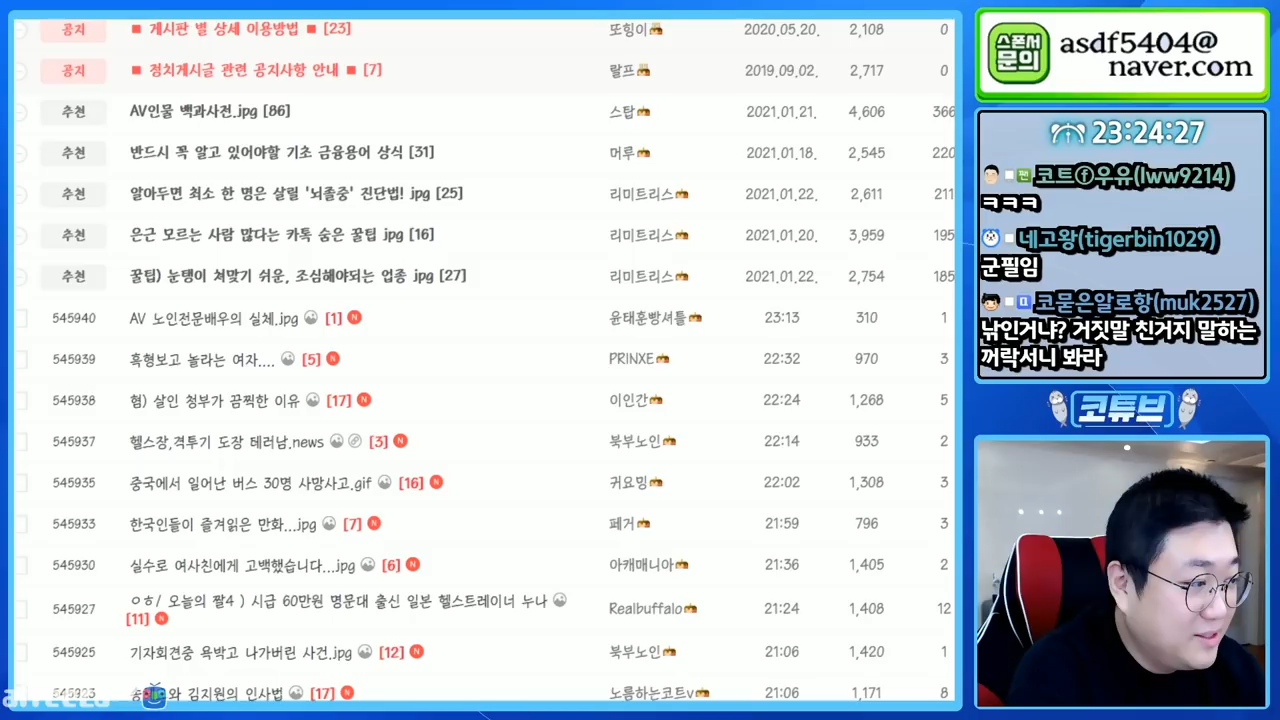 공지 ■ 게시판 별 상세 이용방법 ■ [23] 또힝이 2020.05.20. 2,108 0
공지 ■ 정치게시글 관련 공지사항 안내 ■ [7] 랄프 2019.09.02. 2,717 0
추천 AV인물 백과사전.jpg [86] 스탑 2021.01.21. 4,606 366
추천 반드시 꼭 알고 있어야할 기초 금융용어 상식 [31] 머루 2021.01.18. 2,545 220
추천 알아두면 최소 한 명은 살릴 '뇌졸중' 진단법! jpg [25] 리미트리스 2021.01.22. 2,611 211
추천 은근 모르는 사람 많다는 카톡 숨은 꿀팁 jpg [16] 리미트리스 2021.01.20. 3,959 195
추천 꿀팁) 눈탱이 쳐맞기 쉬운, 조심해야되는 업종 jpg [27] 리미트리스 2021.01.22. 2,754 185
545940 AV 노인전문배우의 실체.jpg [1] N 윤태훈빵셔틀 23:13 310 1
545939 흑형보고 놀라는 여자.... [5] N PRINXE 22:32 970 3
545938 혐) 살인 청부가 끔찍한 이유 [17] N 이인간 22:24 1,268 5
545937 헬스장,격투기 도장 테러남.news [3] N 북부노인 22:14 933 2
545935 중국에서 일어난 버스 30명 사망사고.gif [16] N 귀요밍 22:02 1,308 3
545933 한국인들이 즐겨읽은 만화...jpg [7] N 페거 21:59 796 3
545930 실수로 여사친에게 고백했습니다...jpg [6] N 아캐매니아 21:36 1,405 2
545927 ㅇㅎ/ 오늘의 짤4 ) 시급 60만원 명문대 출신 일본 헬스트레이너 누나 Realbuffalo 21:24 1,408 12
[11] N
545925 기자회견중 욕박고 나가버린 사건.jpg [12] N 북부노인 21:06 1,420 1
545923 와 김지원의 인사법 [17] N 노름하는코트v 21:06 1,171 8
스폰서
문의
asdf5404@
naver.com
23:24:27
팬 코트ⓕ우유(lww9214)
ㅋㅋㅋ
네고왕(tigerbin1029)
군필임
코묻은알로항(muk2527)
낚인거냐? 거짓말 친거지 말하는
꺼락서니 봐라
코튜브